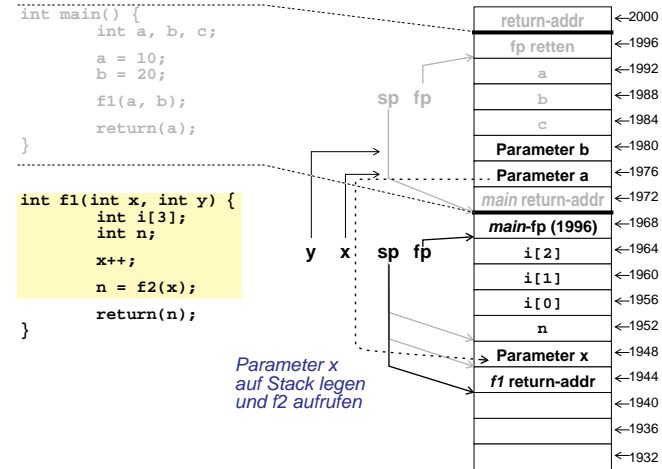 int main() {
int a, b, c;
a = 10;
b = 20;
f1(a, b);
return(a);
}
int f1(int x, int y) {
int i[3];
int n;
x++;
n = f2(x);
return(n);
}
sp fp
y x sp fp
Parameter x
auf Stack legen
und f2 aufrufen
return-addr 2000
fp retten 1996
a 1992
b 1988
c 1984
Parameter b 1980
Parameter a 1976
main return-addr 1972
main-fp (1996) 1968
i[2] 1964
i[1] 1960
i[0] 1956
n 1952
Parameter x 1948
f1 return-addr 1944
1940
1936
1932